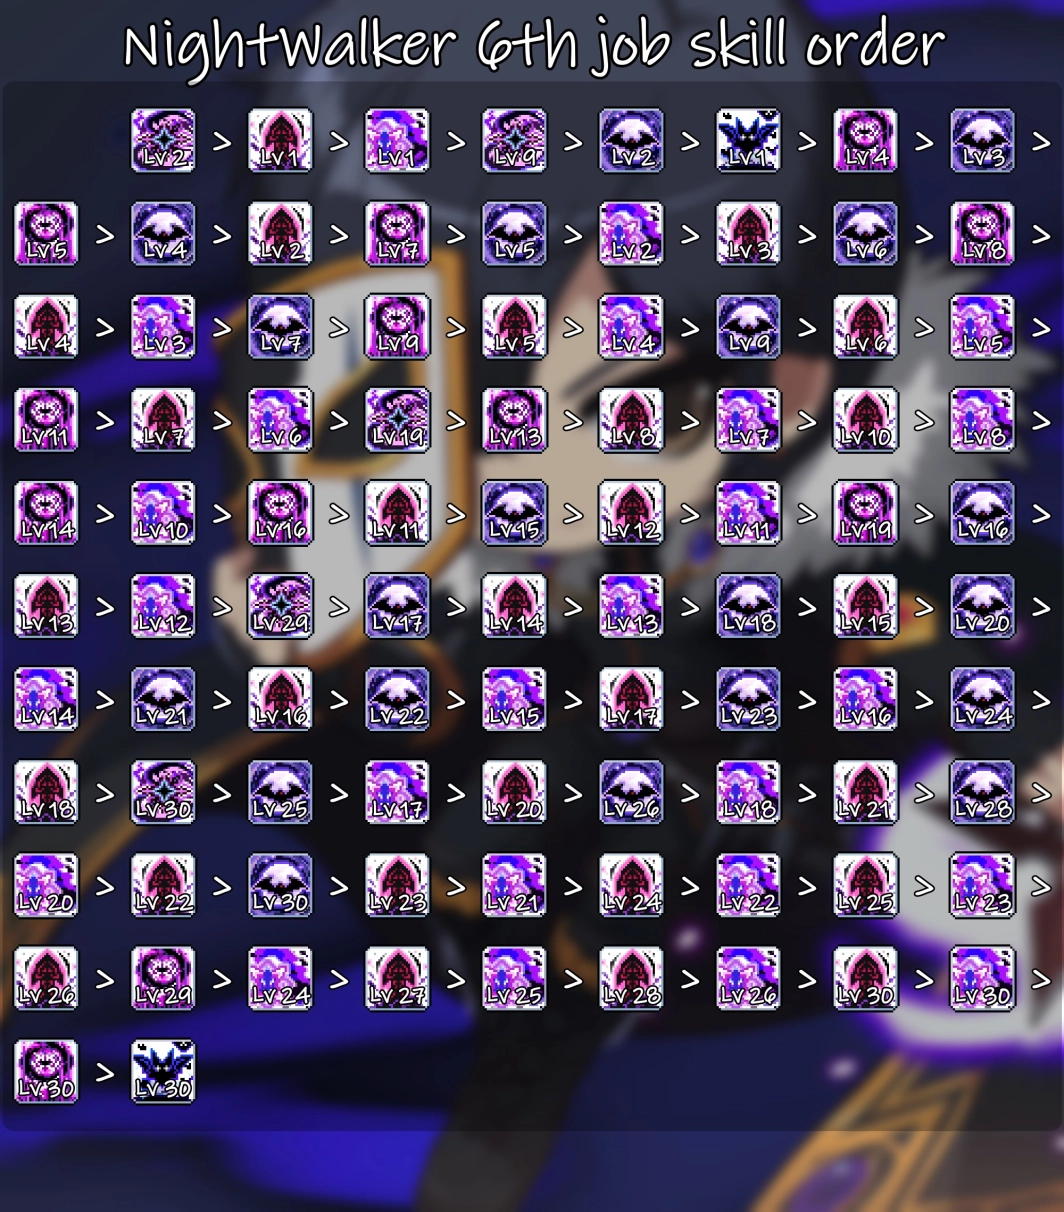 NightWalker 6th job skill order
Lv 2 > Lv 1 > Lv 1 > Lv 9 > Lv 2 > Lv 1 > Lv 4 > Lv 3 >
Lv 5 > Lv 4 > Lv 2 > Lv 7 > Lv 5 > Lv 2 > Lv 3 > Lv 6 > Lv 8 >
Lv 4 > Lv 3 > Lv 7 > Lv 9 > Lv 5 > Lv 4 > Lv 9 > Lv 6 > Lv 5 >
Lv 11 > Lv 7 > Lv 6 > Lv 19 > Lv 13 > Lv 8 > Lv 7 > Lv 10 > Lv 8 >
Lv 14 > Lv 10 > Lv 16 > Lv 11 > Lv 15 > Lv 12 > Lv 11 > Lv 19 > Lv 16 >
Lv 13 > Lv 12 > Lv 29 > Lv 17 > Lv 14 > Lv 13 > Lv 18 > Lv 15 > Lv 20 >
Lv 14 > Lv 21 > Lv 16 > Lv 22 > Lv 15 > Lv 17 > Lv 23 > Lv 16 > Lv 24 >
Lv 18 > Lv 30 > Lv 25 > Lv 17 > Lv 20 > Lv 26 > Lv 18 > Lv 21 > Lv 28 >
Lv 20 > Lv 22 > Lv 30 > Lv 23 > Lv 21 > Lv 24 > Lv 22 > Lv 25 > Lv 23 >
Lv 26 > Lv 29 > Lv 24 > Lv 27 > Lv 25 > Lv 28 > Lv 26 > Lv 30 > Lv 30 >
Lv 30 > Lv 30